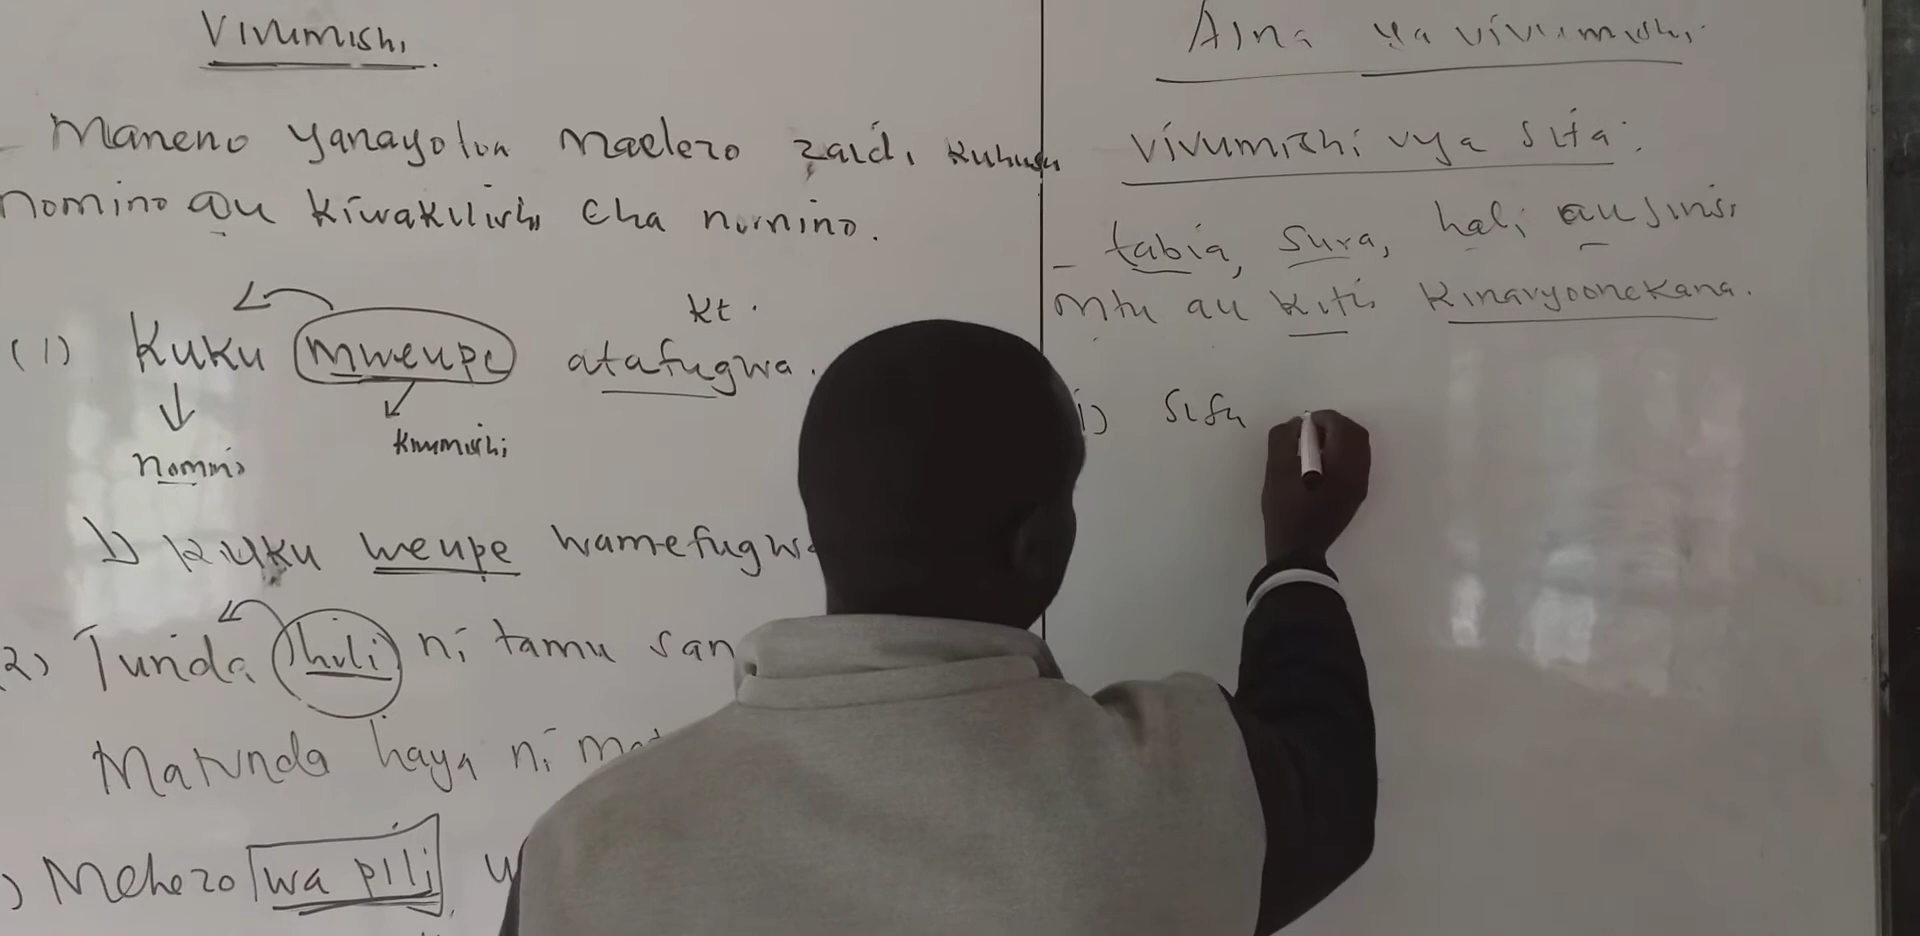 Vivumishi.
- Maneno yanayotoa maelezo zaidi kuhusu
nomino au kiwakilishi cha nomino.
kt.
(1) Kuku mweupe atafugwa.
nomino
kivumishi
1) Kuku weupe wamefugwa
2) Tunda hili ni tamu san
Matunda haya ni
) Mchezo wa pili
Aina ya vivumishi.
vivumishi vya sifa:
- tabia, sura, hali au jinsi
mtu au kitu kinavyoonekana.
i) sifa